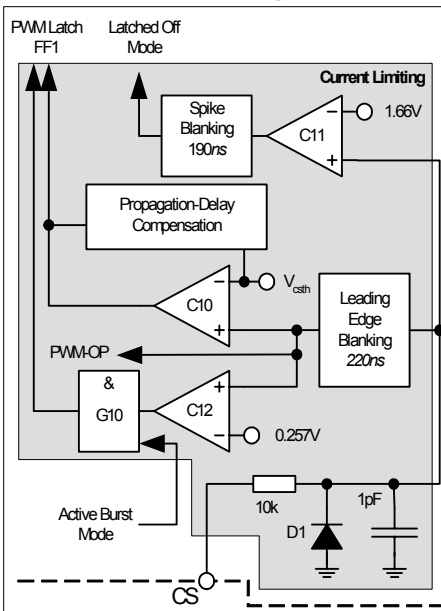 PWM Latch
FF1
Latched Off
Mode
Current Limiting
Spike
Blanking
190ns
C11
1.66V
Propagation-Delay
Compensation
Vcsth
C10
Leading
Edge
Blanking
220ns
PWM-OP
&
G10
C12
0.257V
Active Burst
Mode
10k
1pF
D1
CS